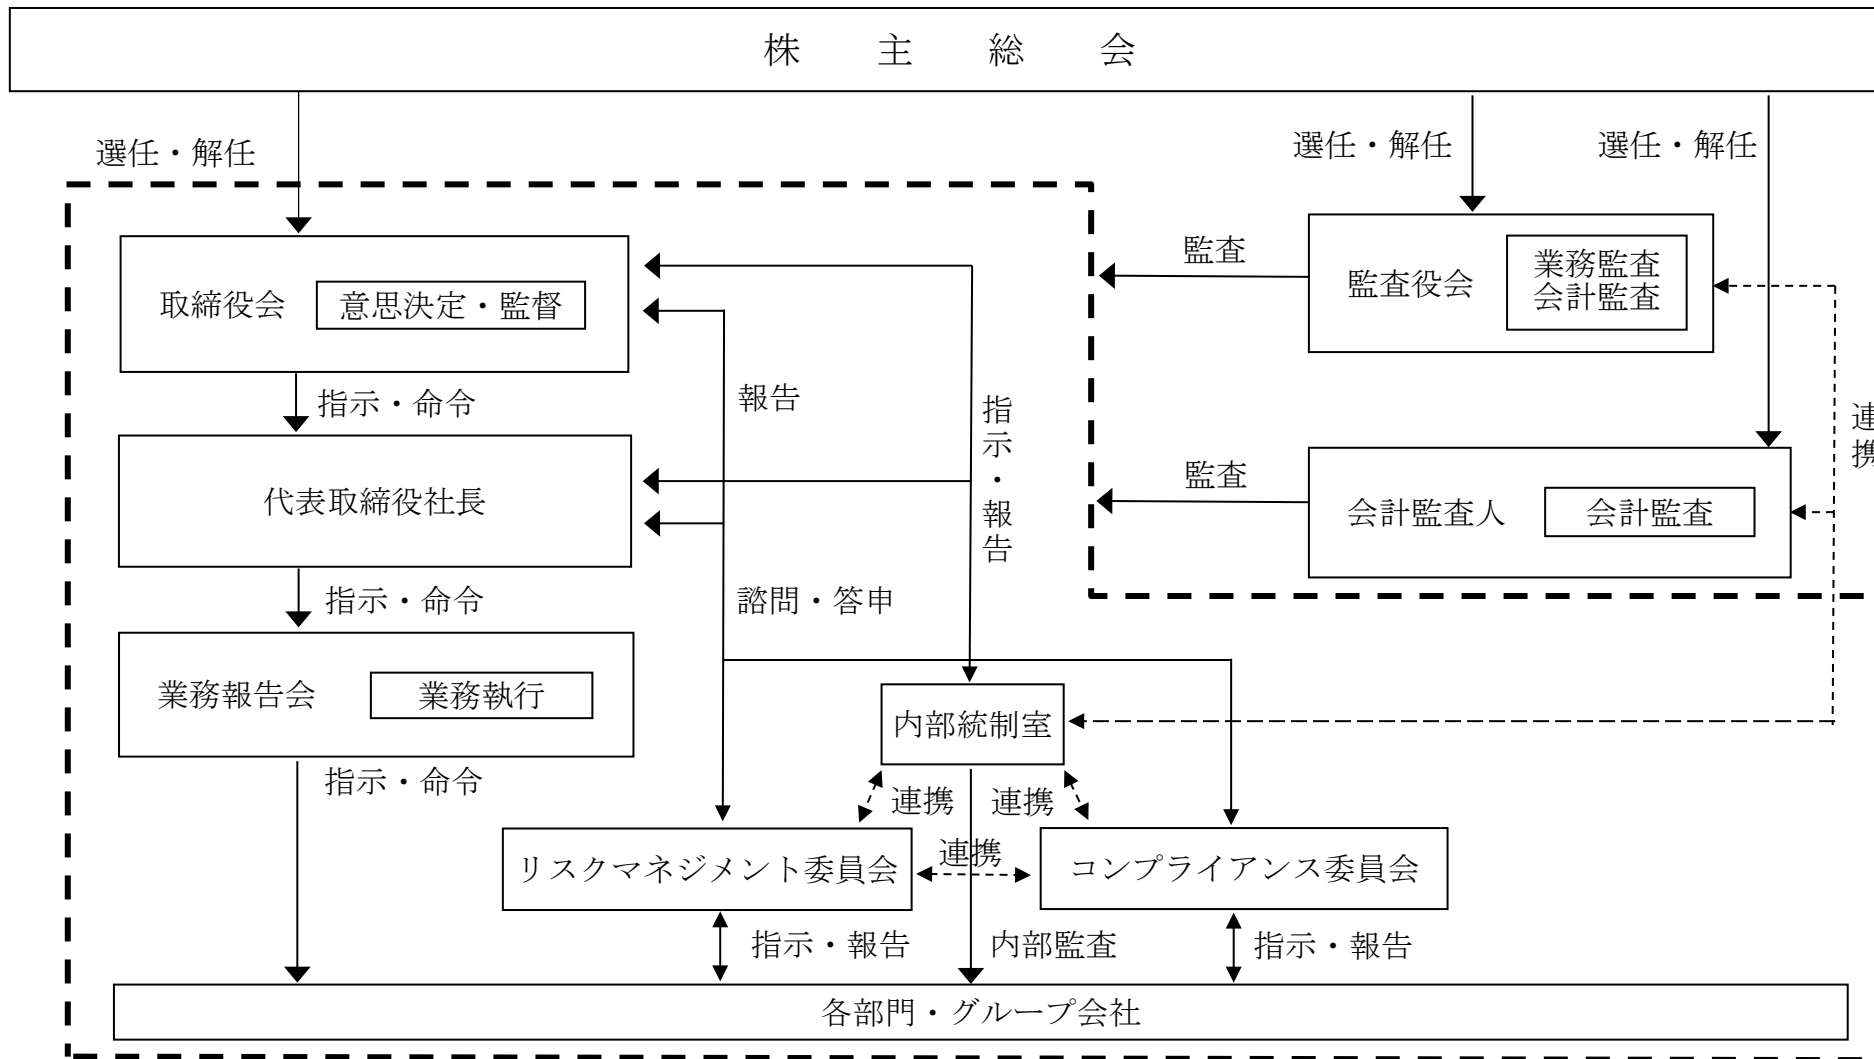 株主総会
選任・解任
選任・解任
選任・解任
取締役会
意思決定・監督
監査
監査役会
業務監査
会計監査
指示・命令
報告
指示・報告
連携
代表取締役社長
監査
会計監査人
会計監査
指示・命令
諮問・答申
業務報告会
業務執行
内部統制室
指示・命令
連携
連携
リスクマネジメント委員会
連携
コンプライアンス委員会
指示・報告
内部監査
指示・報告
各部門・グループ会社